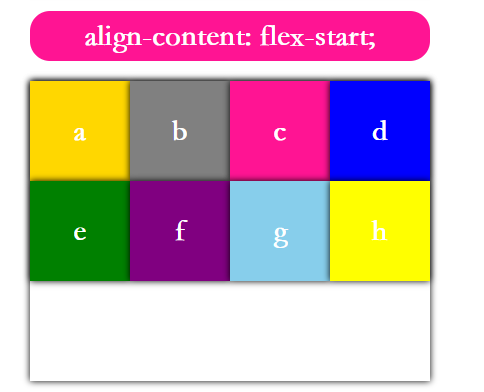 align-content: flex-start;
a b c d
e f g h